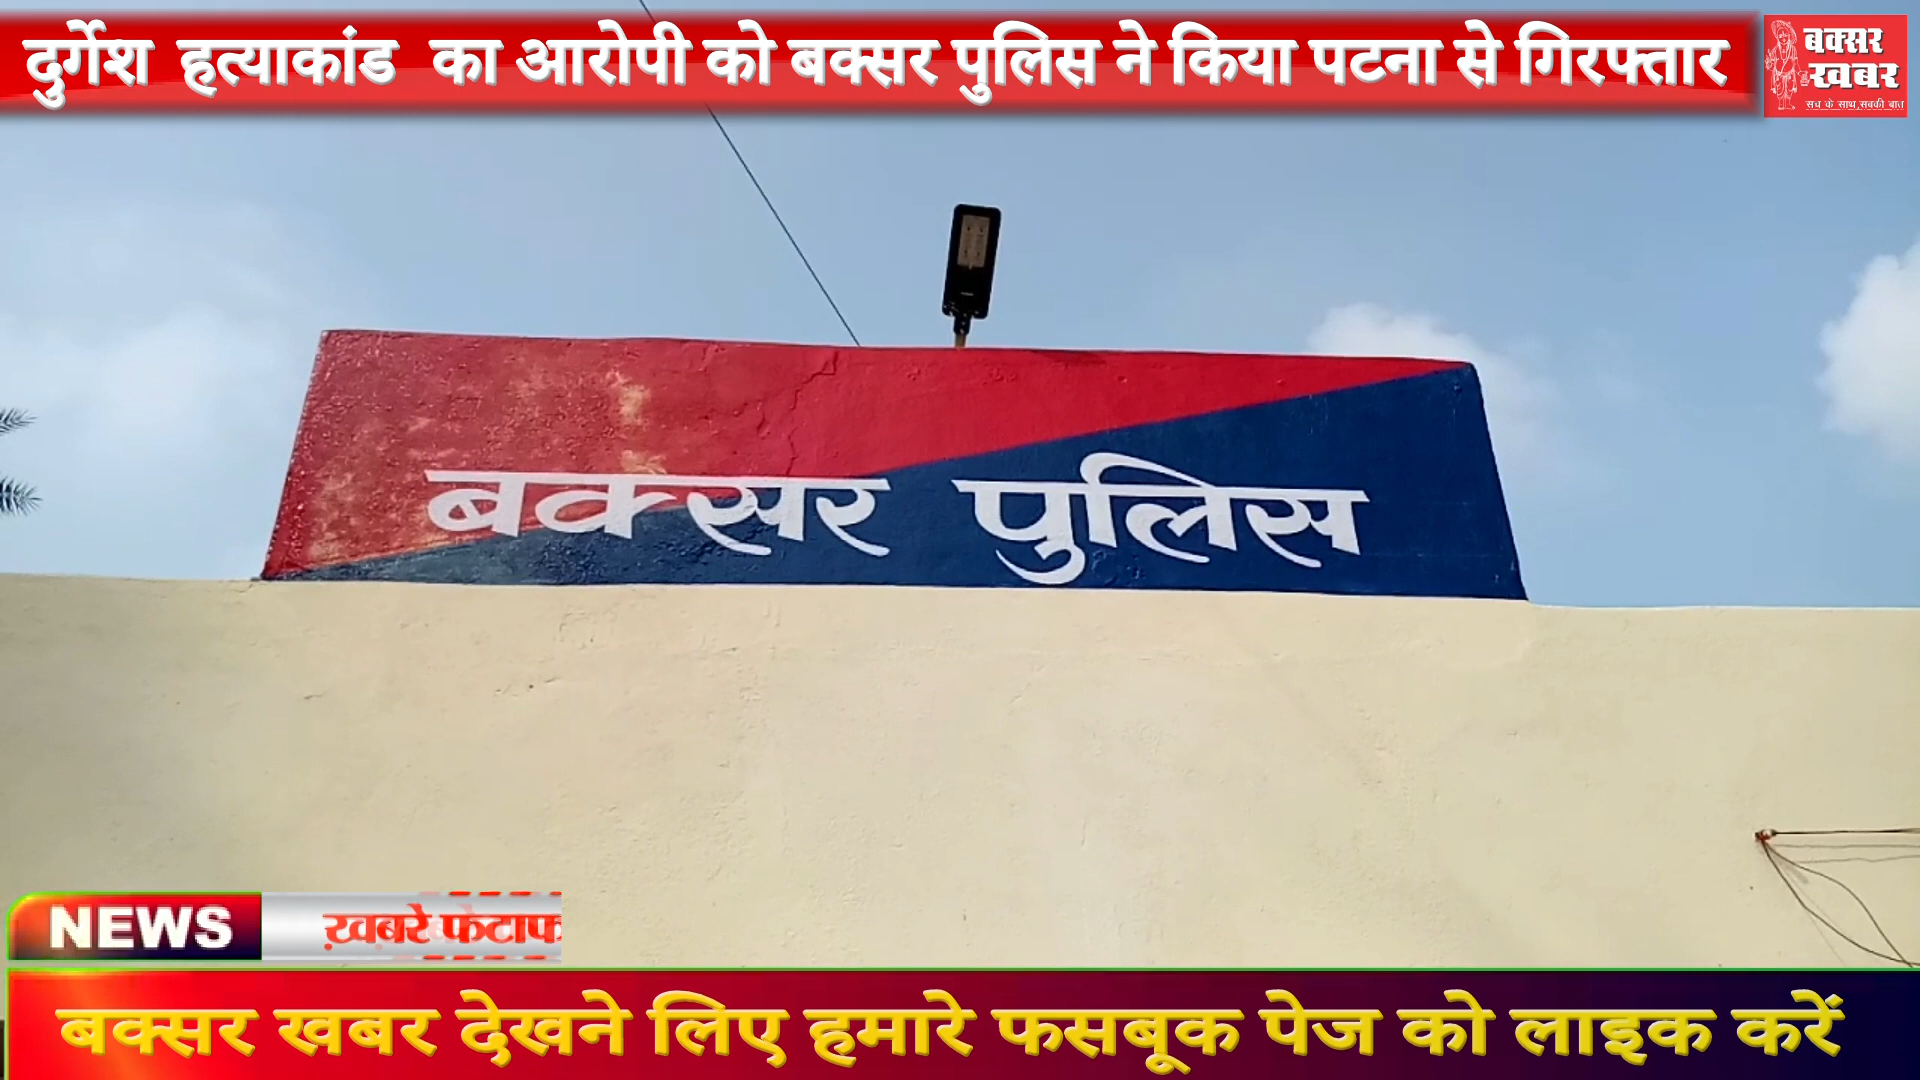 दुर्गेश हत्याकांड का आरोपी को बक्सर पुलिस ने किया पटना से गिरफ्तार
बक्सर
खबर
सच के साथ,सबकी बात
बक्सर पुलिस
NEWS
ख़बरें फटाफ
बक्सर खबर देखने लिए हमारे फसबूक पेज को लाइक करें